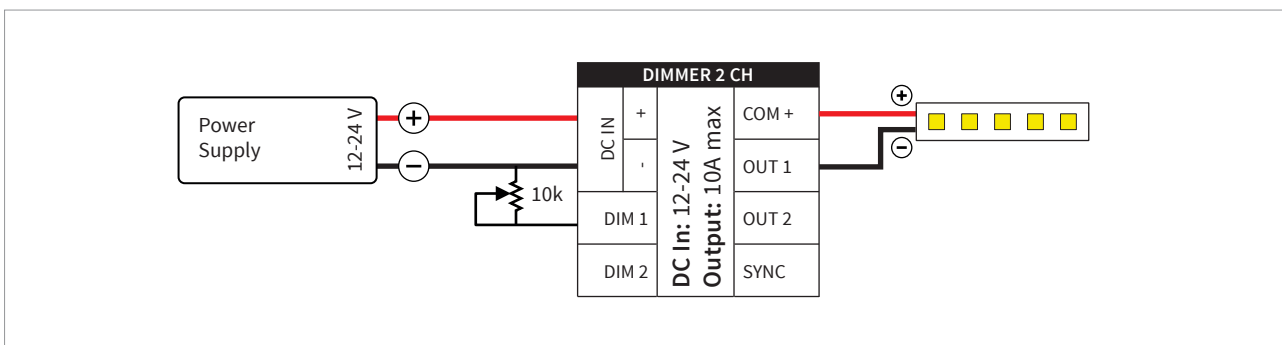 DIMMER 2 CH
Power
Supply
12-24 V
+
-
10k
DC IN
+
-
DIM 1
DIM 2
DC In: 12-24 V
Output: 10A max
COM +
OUT 1
OUT 2
SYNC
+
-